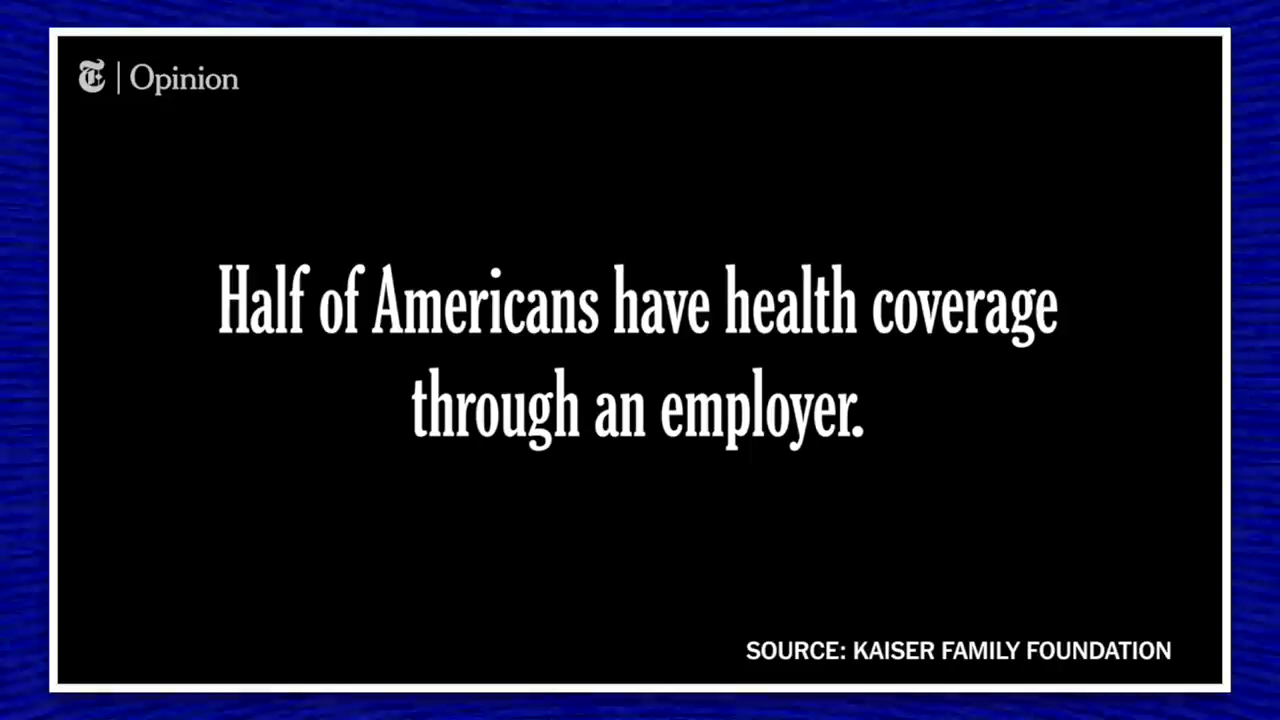 T | Opinion
Half of Americans have health coverage
through an employer.
SOURCE: KAISER FAMILY FOUNDATION